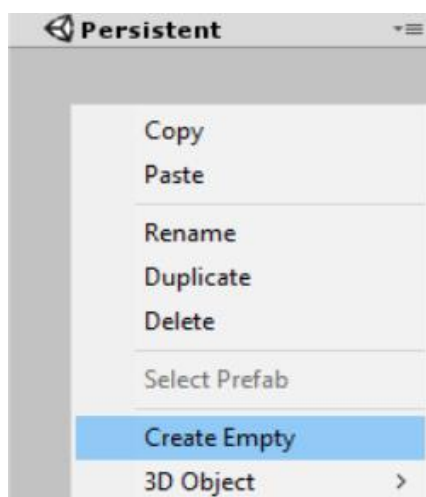 Persistent
Copy
Paste
Rename
Duplicate
Delete
Select Prefab
Create Empty
3D Object